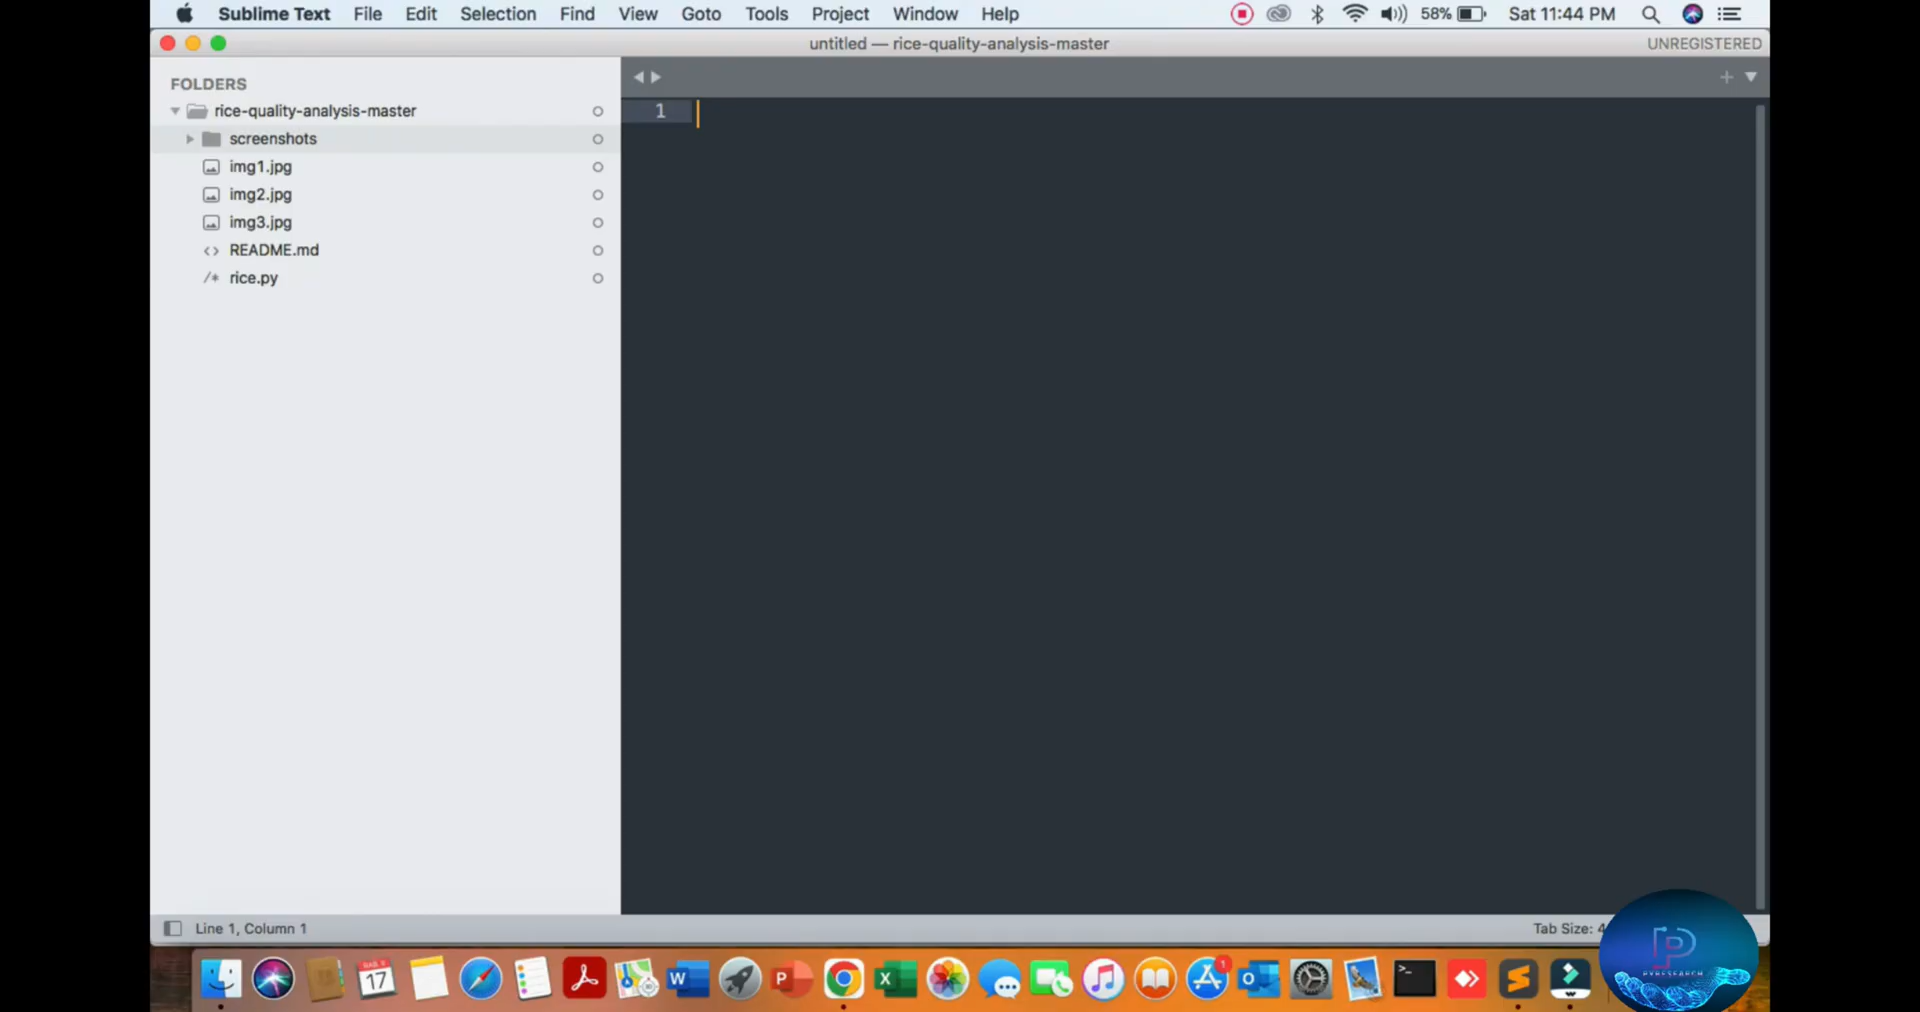 Sublime Text File Edit Selection Find View Goto Tools Project Window Help 58% Sat 11:44 PM
untitled — rice-quality-analysis-master UNREGISTERED
FOLDERS
rice-quality-analysis-master
screenshots
img1.jpg
img2.jpg
img3.jpg
README.md
/* rice.py
1
Line 1, Column 1 Tab Size: 4
17
W
P
X
1
O
PYRESEARCH